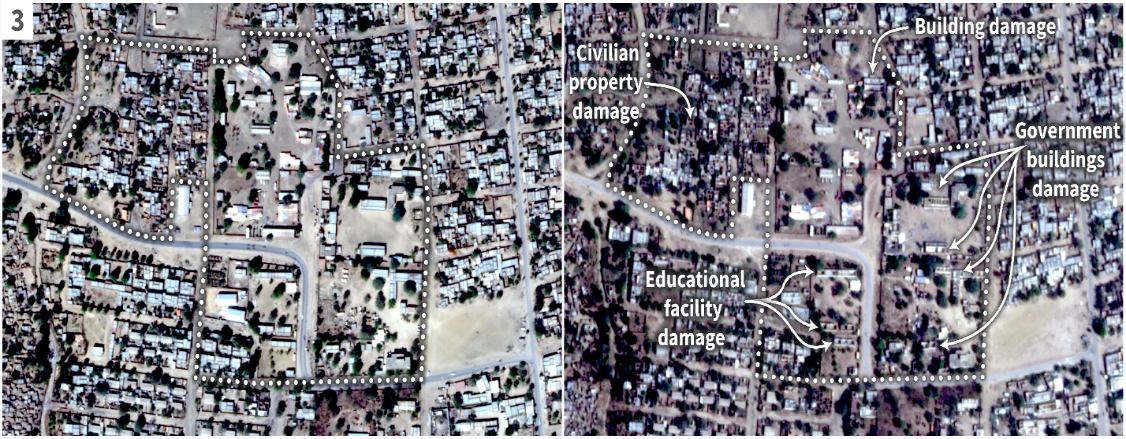 3
Building damage
Civilian
property
damage
Government
buildings
damage
Educational
facility
damage